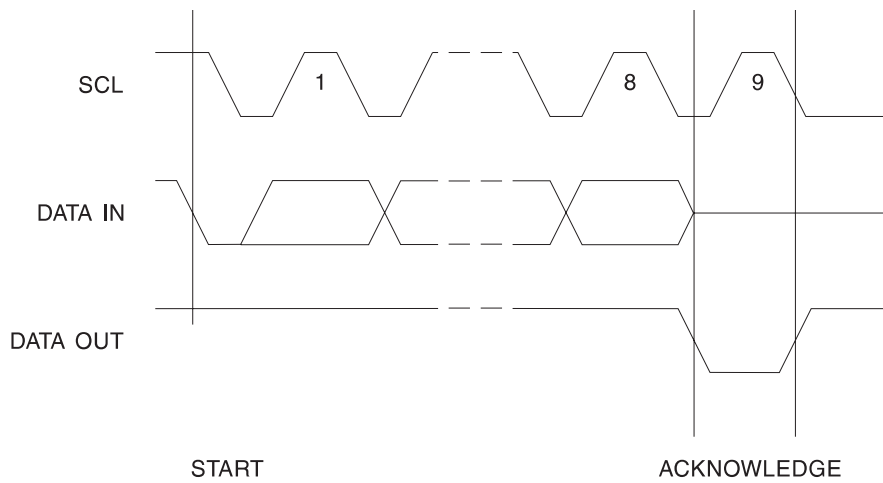 SCL
1
8
9
DATA IN
DATA OUT
START
ACKNOWLEDGE